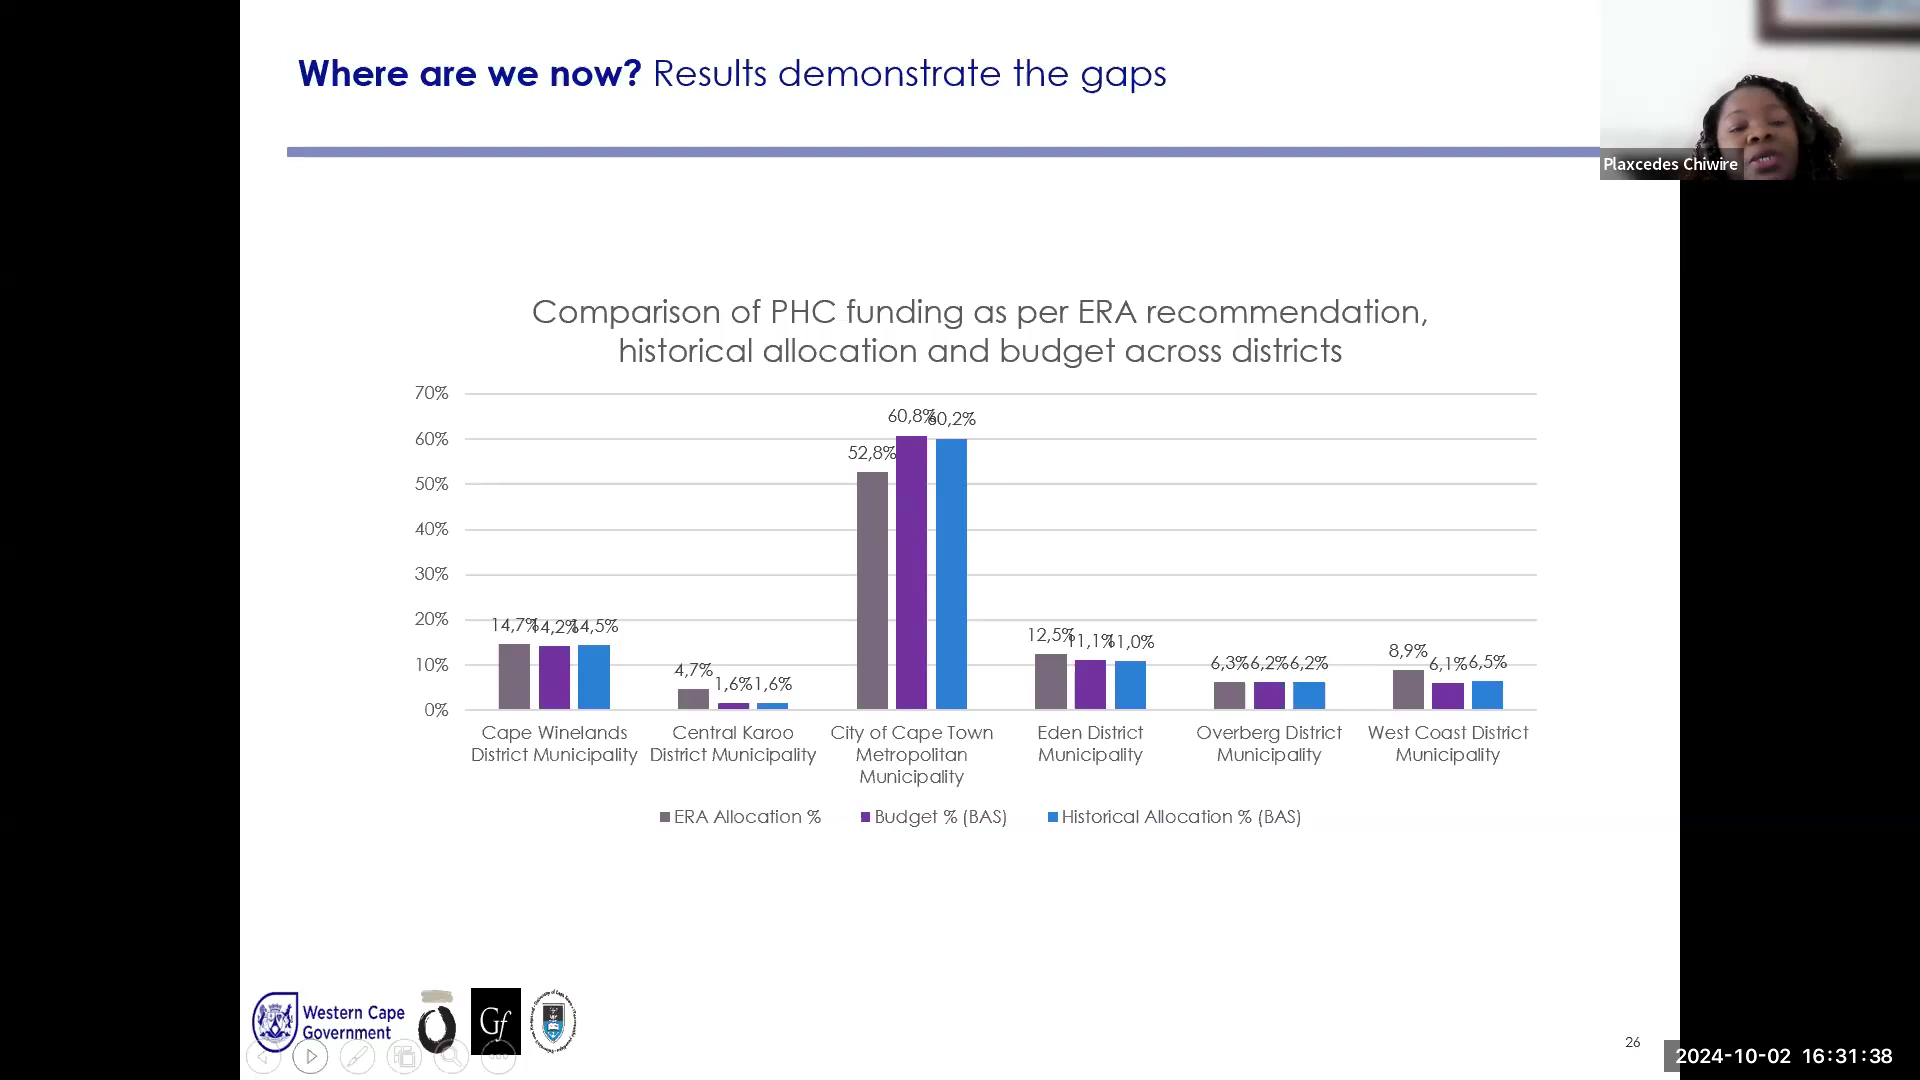 Where are we now? Results demonstrate the gaps
Plaxcedes Chiwire
Comparison of PHC funding as per ERA recommendation,
historical allocation and budget across districts
70%
60%
50%
40%
30%
20%
10%
0%
14,7% 14,2% 14,5%
4,7% 1,6% 1,6%
52,8% 60,8% 60,2%
12,5% 11,1% 11,0%
6,3% 6,2% 6,2%
8,9% 6,1% 6,5%
Cape Winelands
District Municipality
Central Karoo
District Municipality
City of Cape Town
Metropolitan
Municipality
Eden District
Municipality
Overberg District
Municipality
West Coast District
Municipality
ERA Allocation % Budget % (BAS) Historical Allocation % (BAS)
Western Cape
Government
Gf
26
2024-10-02 16:31:38